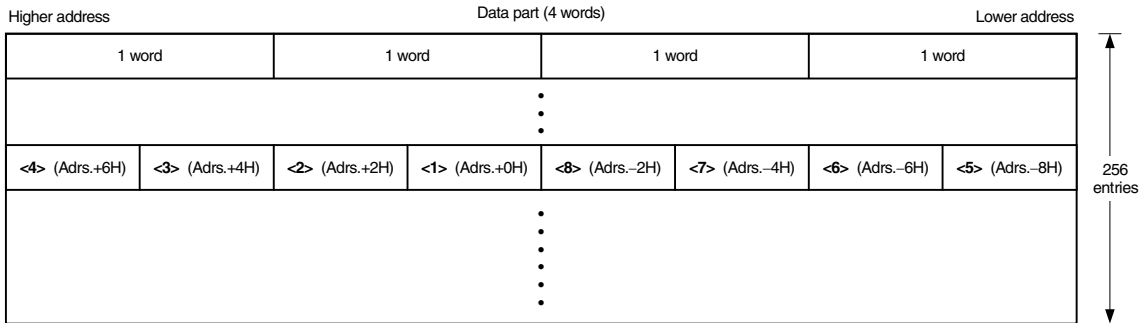 Higher address Data part (4 words) Lower address
1 word 1 word 1 word 1 word
<4> (Adrs.+6H) <3> (Adrs.+4H) <2> (Adrs.+2H) <1> (Adrs.+0H) <8> (Adrs.−2H) <7> (Adrs.−4H) <6> (Adrs.−6H) <5> (Adrs.−8H)
256
entries